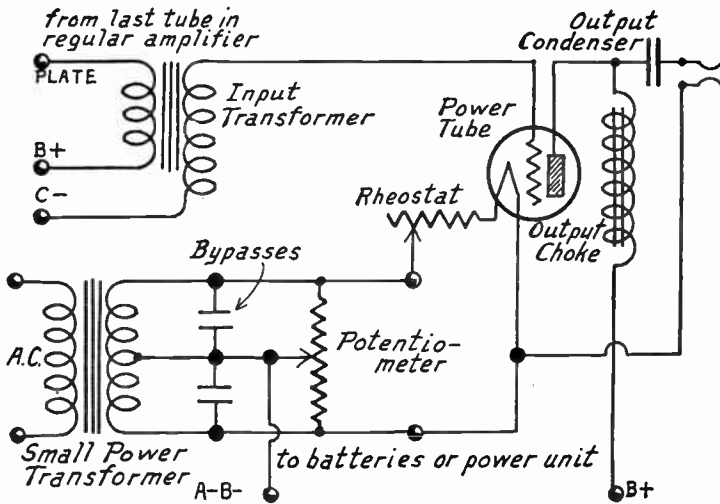 from last tube in
regular amplifier
PLATE
B+
C-
Input
Transformer
Output
Condenser
Power
Tube
Rheostat
Output
Choke
Bypasses
A.C.
Potentio-
meter
Small Power
Transformer
to batteries or power unit
A-B-
B+